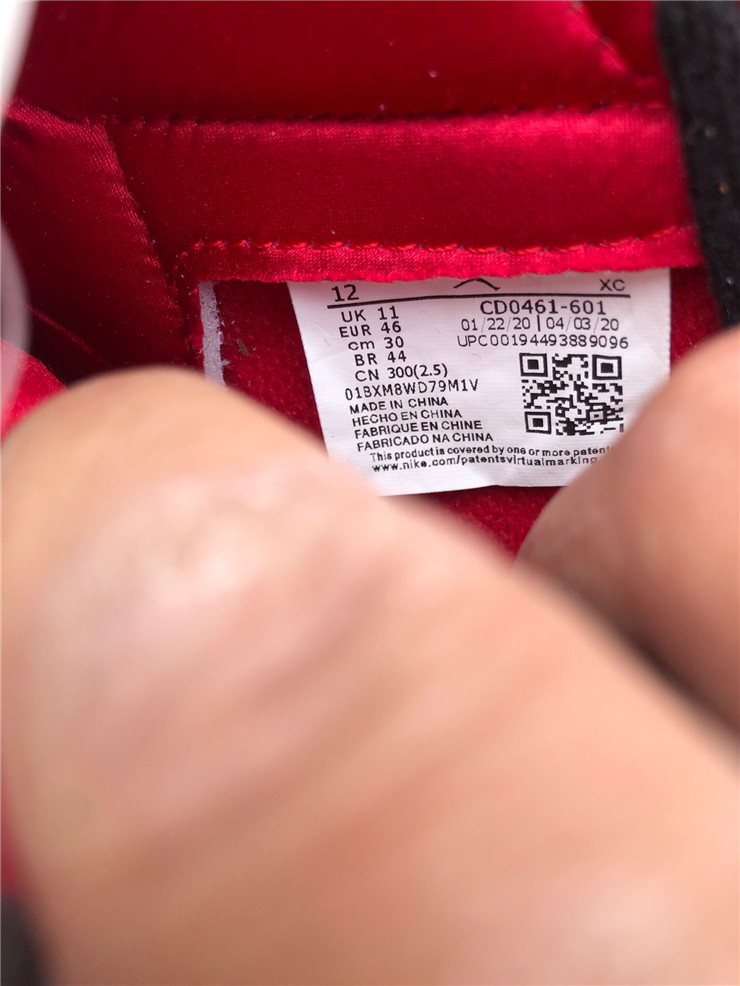 12 XC
UK 11 CD0461-601
EUR 46 01/22/20 | 04/03/20
cm 30 UPC00194493889096
BR 44
CN 300(2.5)
01BXM8WD79M1V
MADE IN CHINA
HECHO EN CHINA
FABRIQUE EN CHINE
FABRICADO NA CHINA
This product is covered by one or more
www.nike.com/patentsvirtualmarking